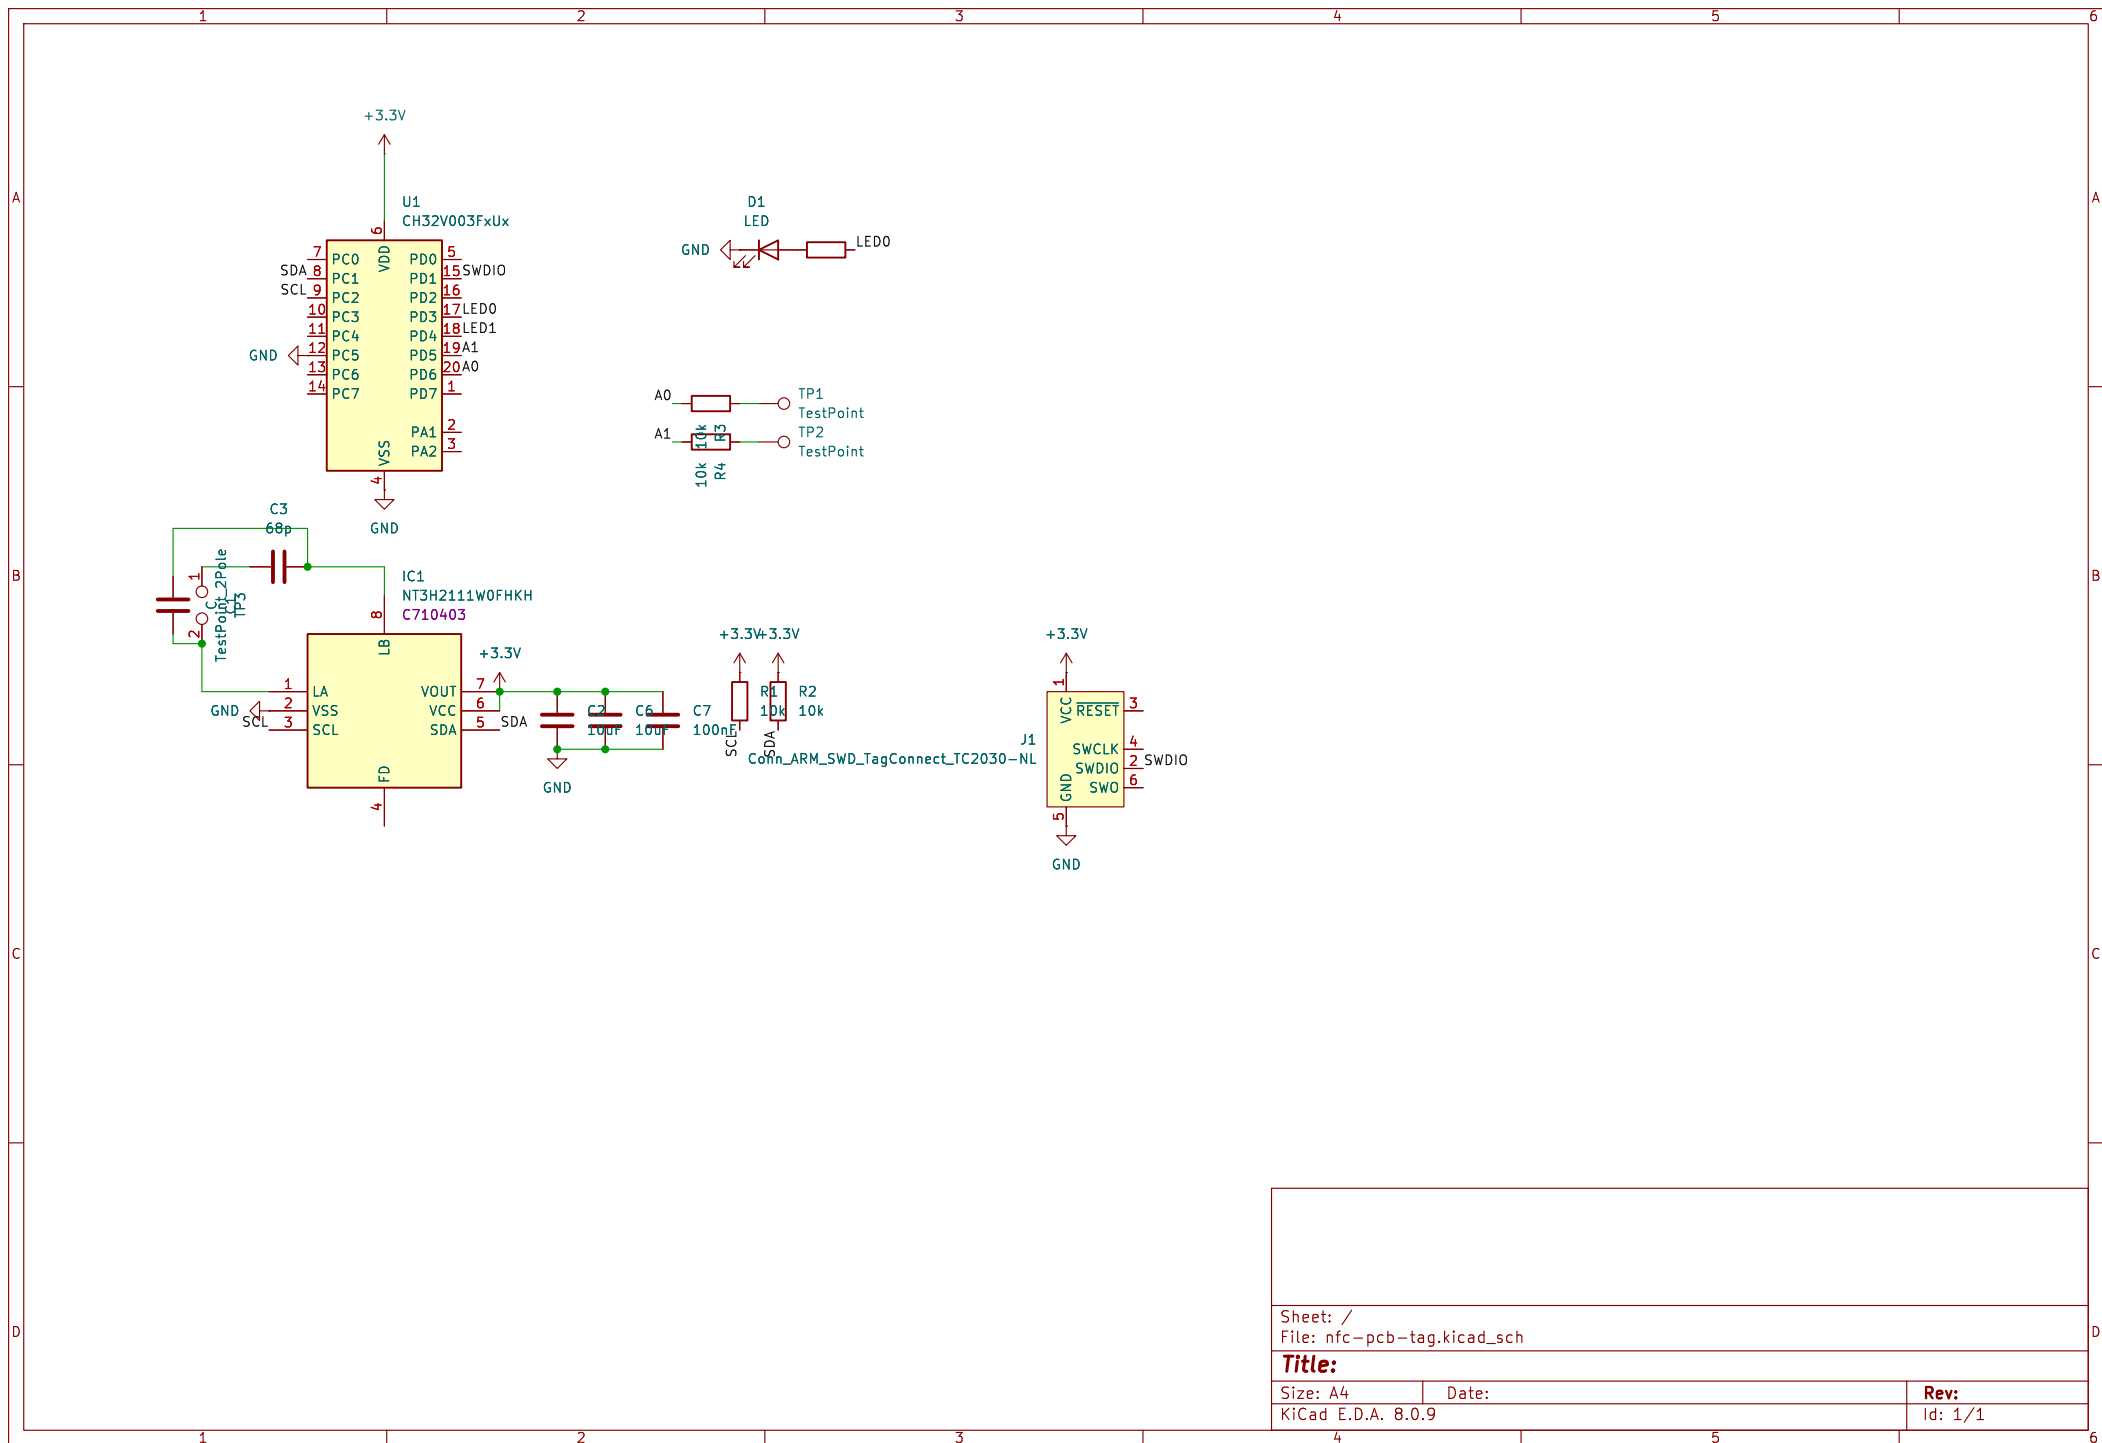 1 2 3 4 5 6
A A
B B
C C
D D
+3.3V
U1
CH32V003FxUx
6
VDD
7 PC0
SDA 8 PC1
SCL 9 PC2
10 PC3
11 PC4
GND 12 PC5
13 PC6
14 PC7
PD0 5
PD1 15 SWDIO
PD2 16
PD3 17 LED0
PD4 18 LED1
PD5 19 A1
PD6 20 A0
PD7 1
PA1 2
PA2 3
VSS
4
GND
D1
LED
GND
LED0
A0
TP1
TestPoint
10k
R3
A1
TP2
TestPoint
10k
R4
C3
68p
1
2
C
C1
TestPoint_2Pole
TP3
IC1
NT3H2111W0FHKH
C710403
8
LB
1 LA
GND 2 VSS
SCL 3 SCL
VOUT 7
VCC 6
SDA 5 SDA
FD
4
+3.3V
C2
10uF
C6
10uF
C7
100nF
GND
+3.3V
+3.3V
R1
10k
R2
10k
SCL
SDA
+3.3V
1
VCC
RESET 3
J1
Conn_ARM_SWD_TagConnect_TC2030-NL
SWCLK 4
SWDIO 2 SWDIO
SWO 6
GND
5
GND
Sheet: /
File: nfc-pcb-tag.kicad_sch
Title:
Size: A4 Date: Rev:
KiCad E.D.A. 8.0.9 Id: 1/1
1 2 3 4 5 6